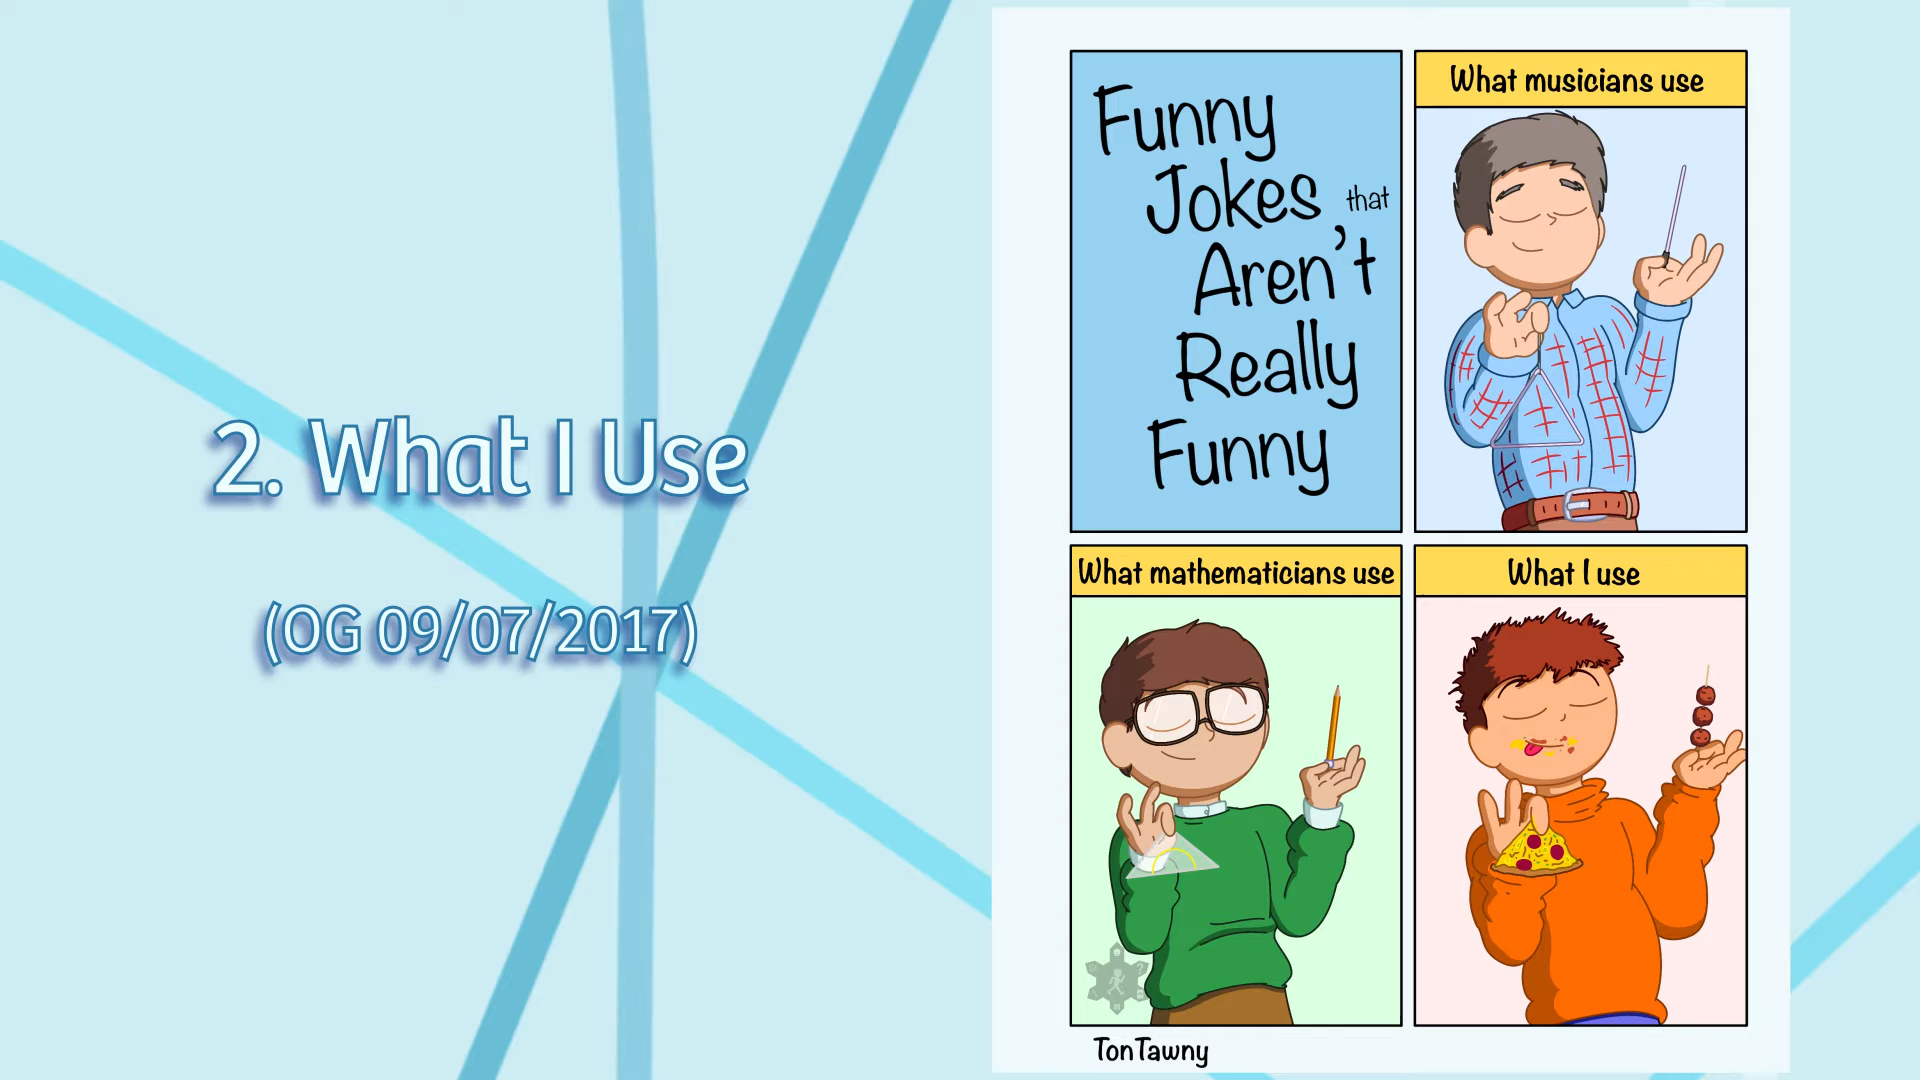 2. What I Use
(OG 09/07/2017)
Funny
Jokes that
Aren't
Really
Funny
What musicians use
What mathematicians use
What I use
TonTawny